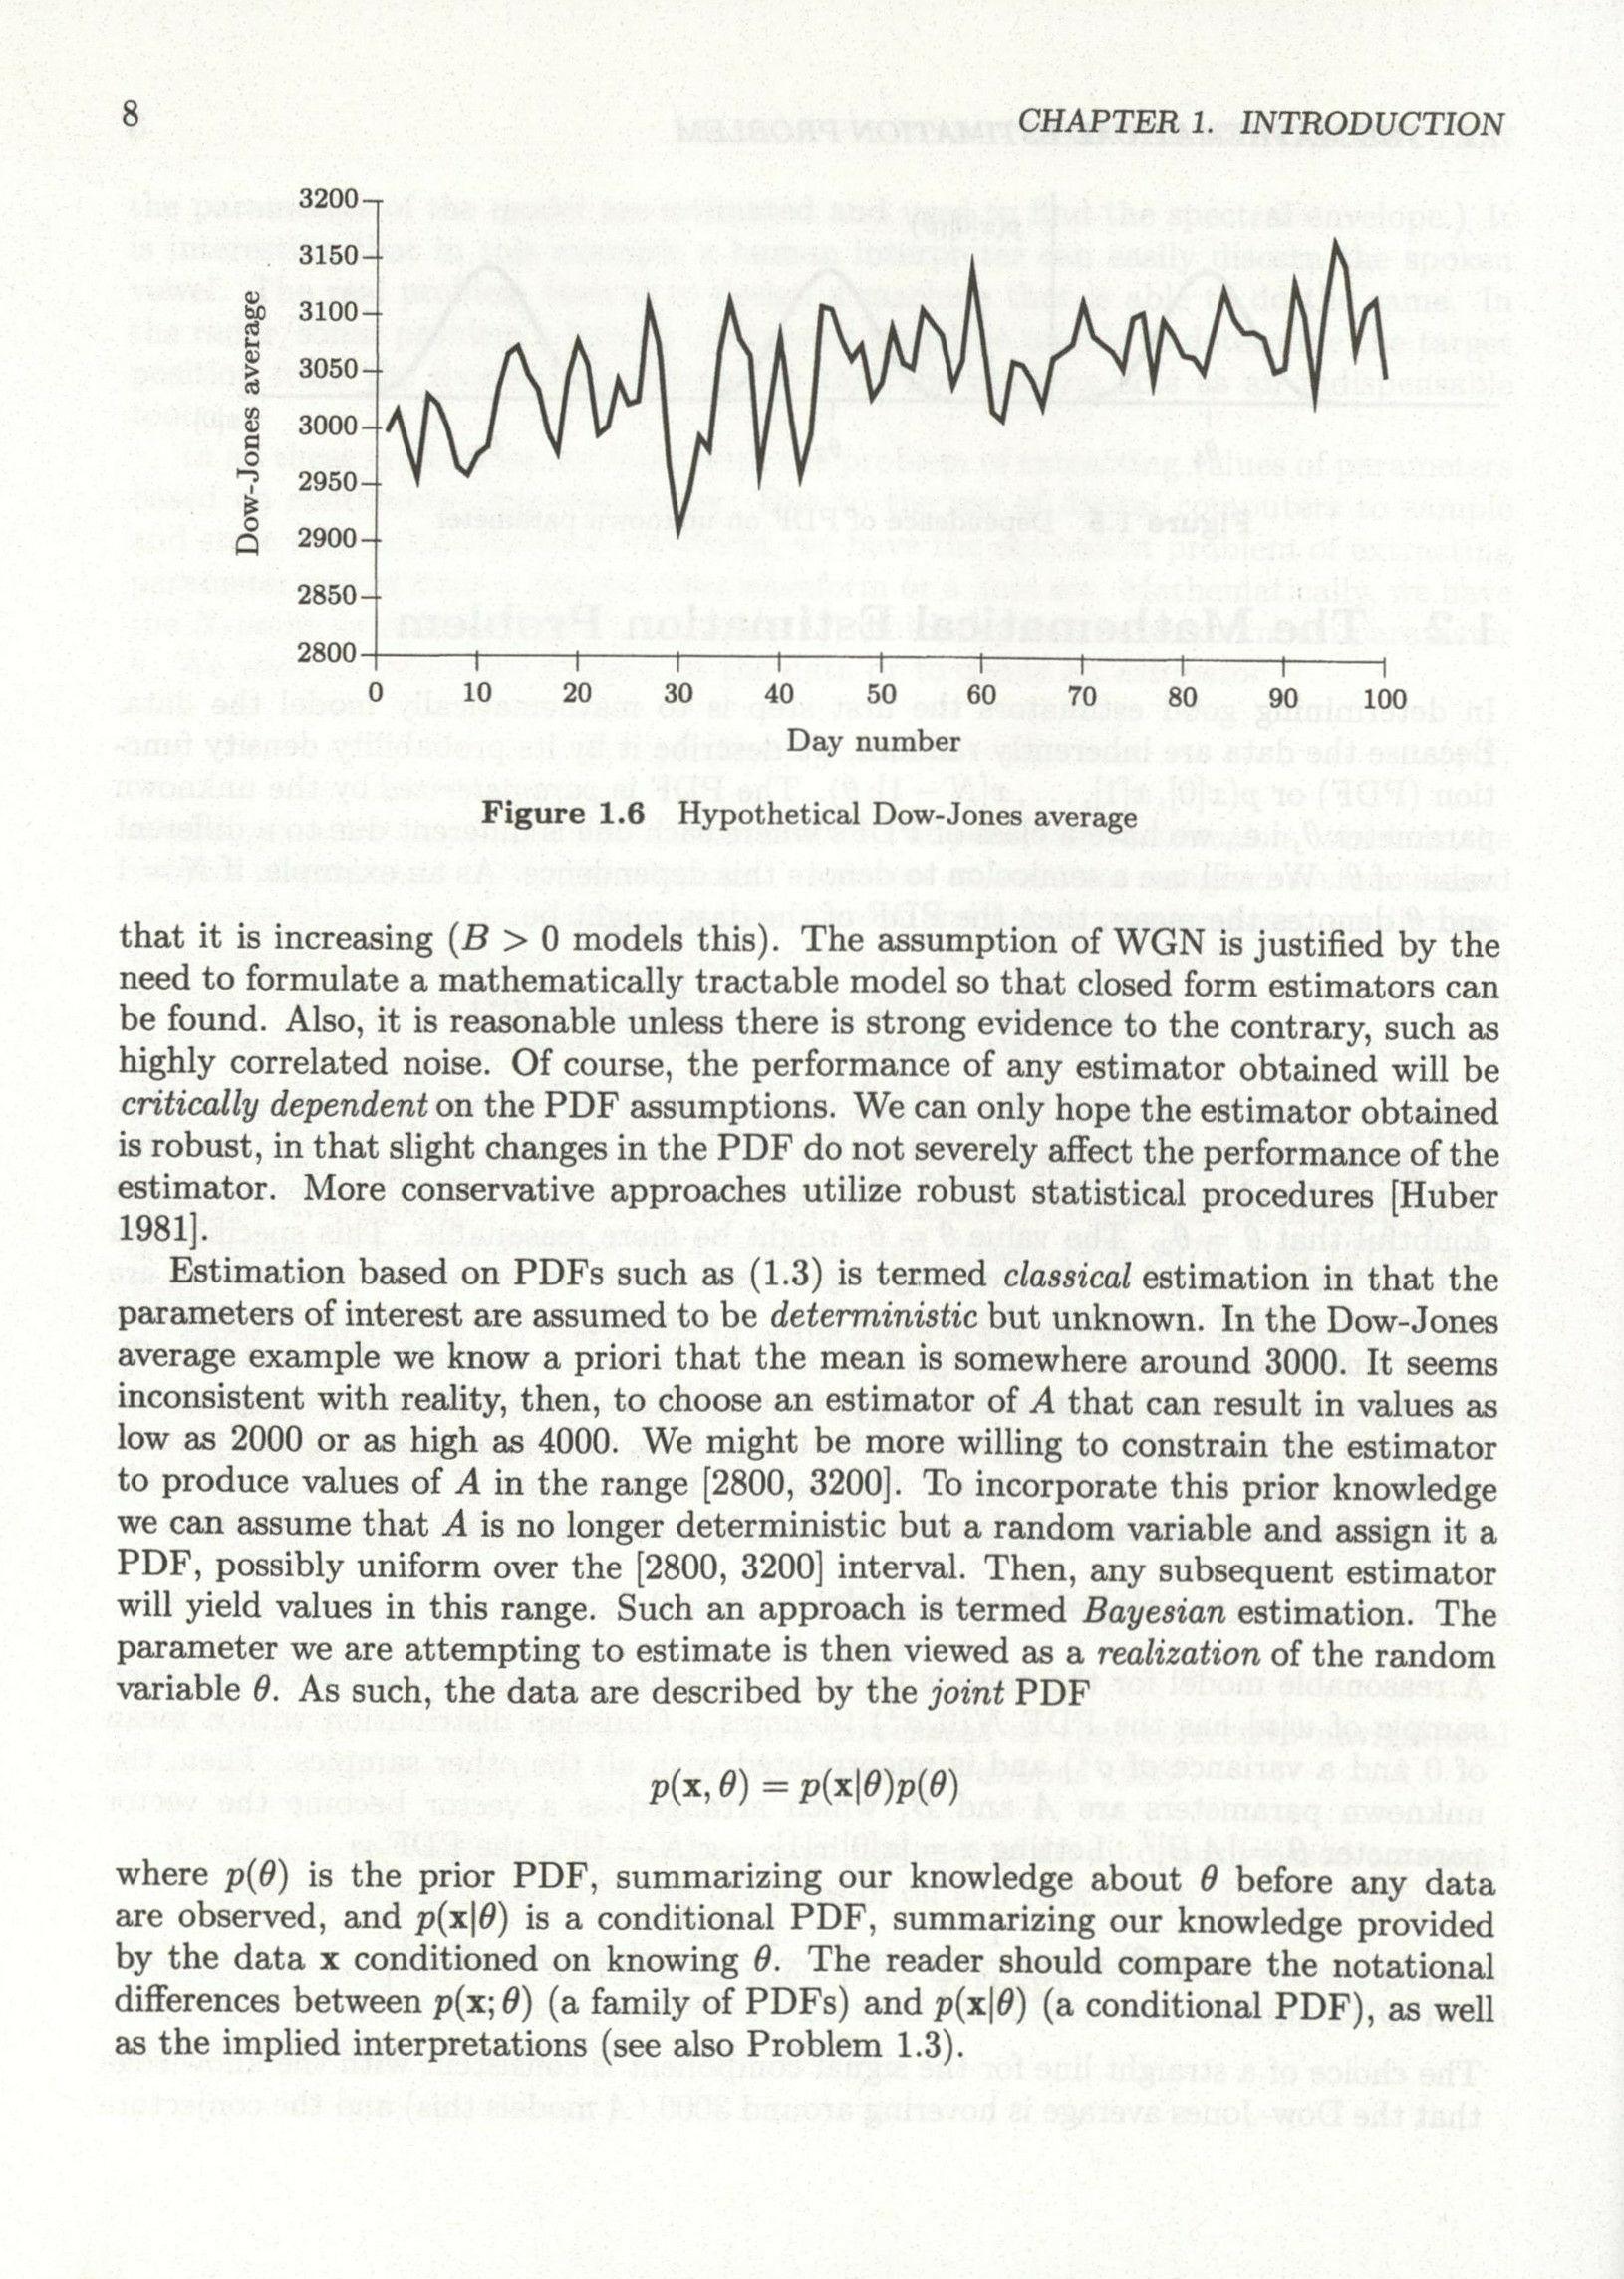 8
CHAPTER 1. INTRODUCTION
3200
3150
3100
3050
3000
2950
2900
2850
2800
Dow-Jones average
0 10 20 30 40 50 60 70 80 90 100
Day number
Figure 1.6 Hypothetical Dow-Jones average
that it is increasing (B > 0 models this). The assumption of WGN is justified by the
need to formulate a mathematically tractable model so that closed form estimators can
be found. Also, it is reasonable unless there is strong evidence to the contrary, such as
highly correlated noise. Of course, the performance of any estimator obtained will be
critically dependent on the PDF assumptions. We can only hope the estimator obtained
is robust, in that slight changes in the PDF do not severely affect the performance of the
estimator. More conservative approaches utilize robust statistical procedures [Huber
1981].
Estimation based on PDFs such as (1.3) is termed classical estimation in that the
parameters of interest are assumed to be deterministic but unknown. In the Dow-Jones
average example we know a priori that the mean is somewhere around 3000. It seems
inconsistent with reality, then, to choose an estimator of A that can result in values as
low as 2000 or as high as 4000. We might be more willing to constrain the estimator
to produce values of A in the range [2800, 3200]. To incorporate this prior knowledge
we can assume that A is no longer deterministic but a random variable and assign it a
PDF, possibly uniform over the [2800, 3200] interval. Then, any subsequent estimator
will yield values in this range. Such an approach is termed Bayesian estimation. The
parameter we are attempting to estimate is then viewed as a realization of the random
variable θ. As such, the data are described by the joint PDF
p(x, θ) = p(x|θ)p(θ)
where p(θ) is the prior PDF, summarizing our knowledge about θ before any data
are observed, and p(x|θ) is a conditional PDF, summarizing our knowledge provided
by the data x conditioned on knowing θ. The reader should compare the notational
differences between p(x; θ) (a family of PDFs) and p(x|θ) (a conditional PDF), as well
as the implied interpretations (see also Problem 1.3).